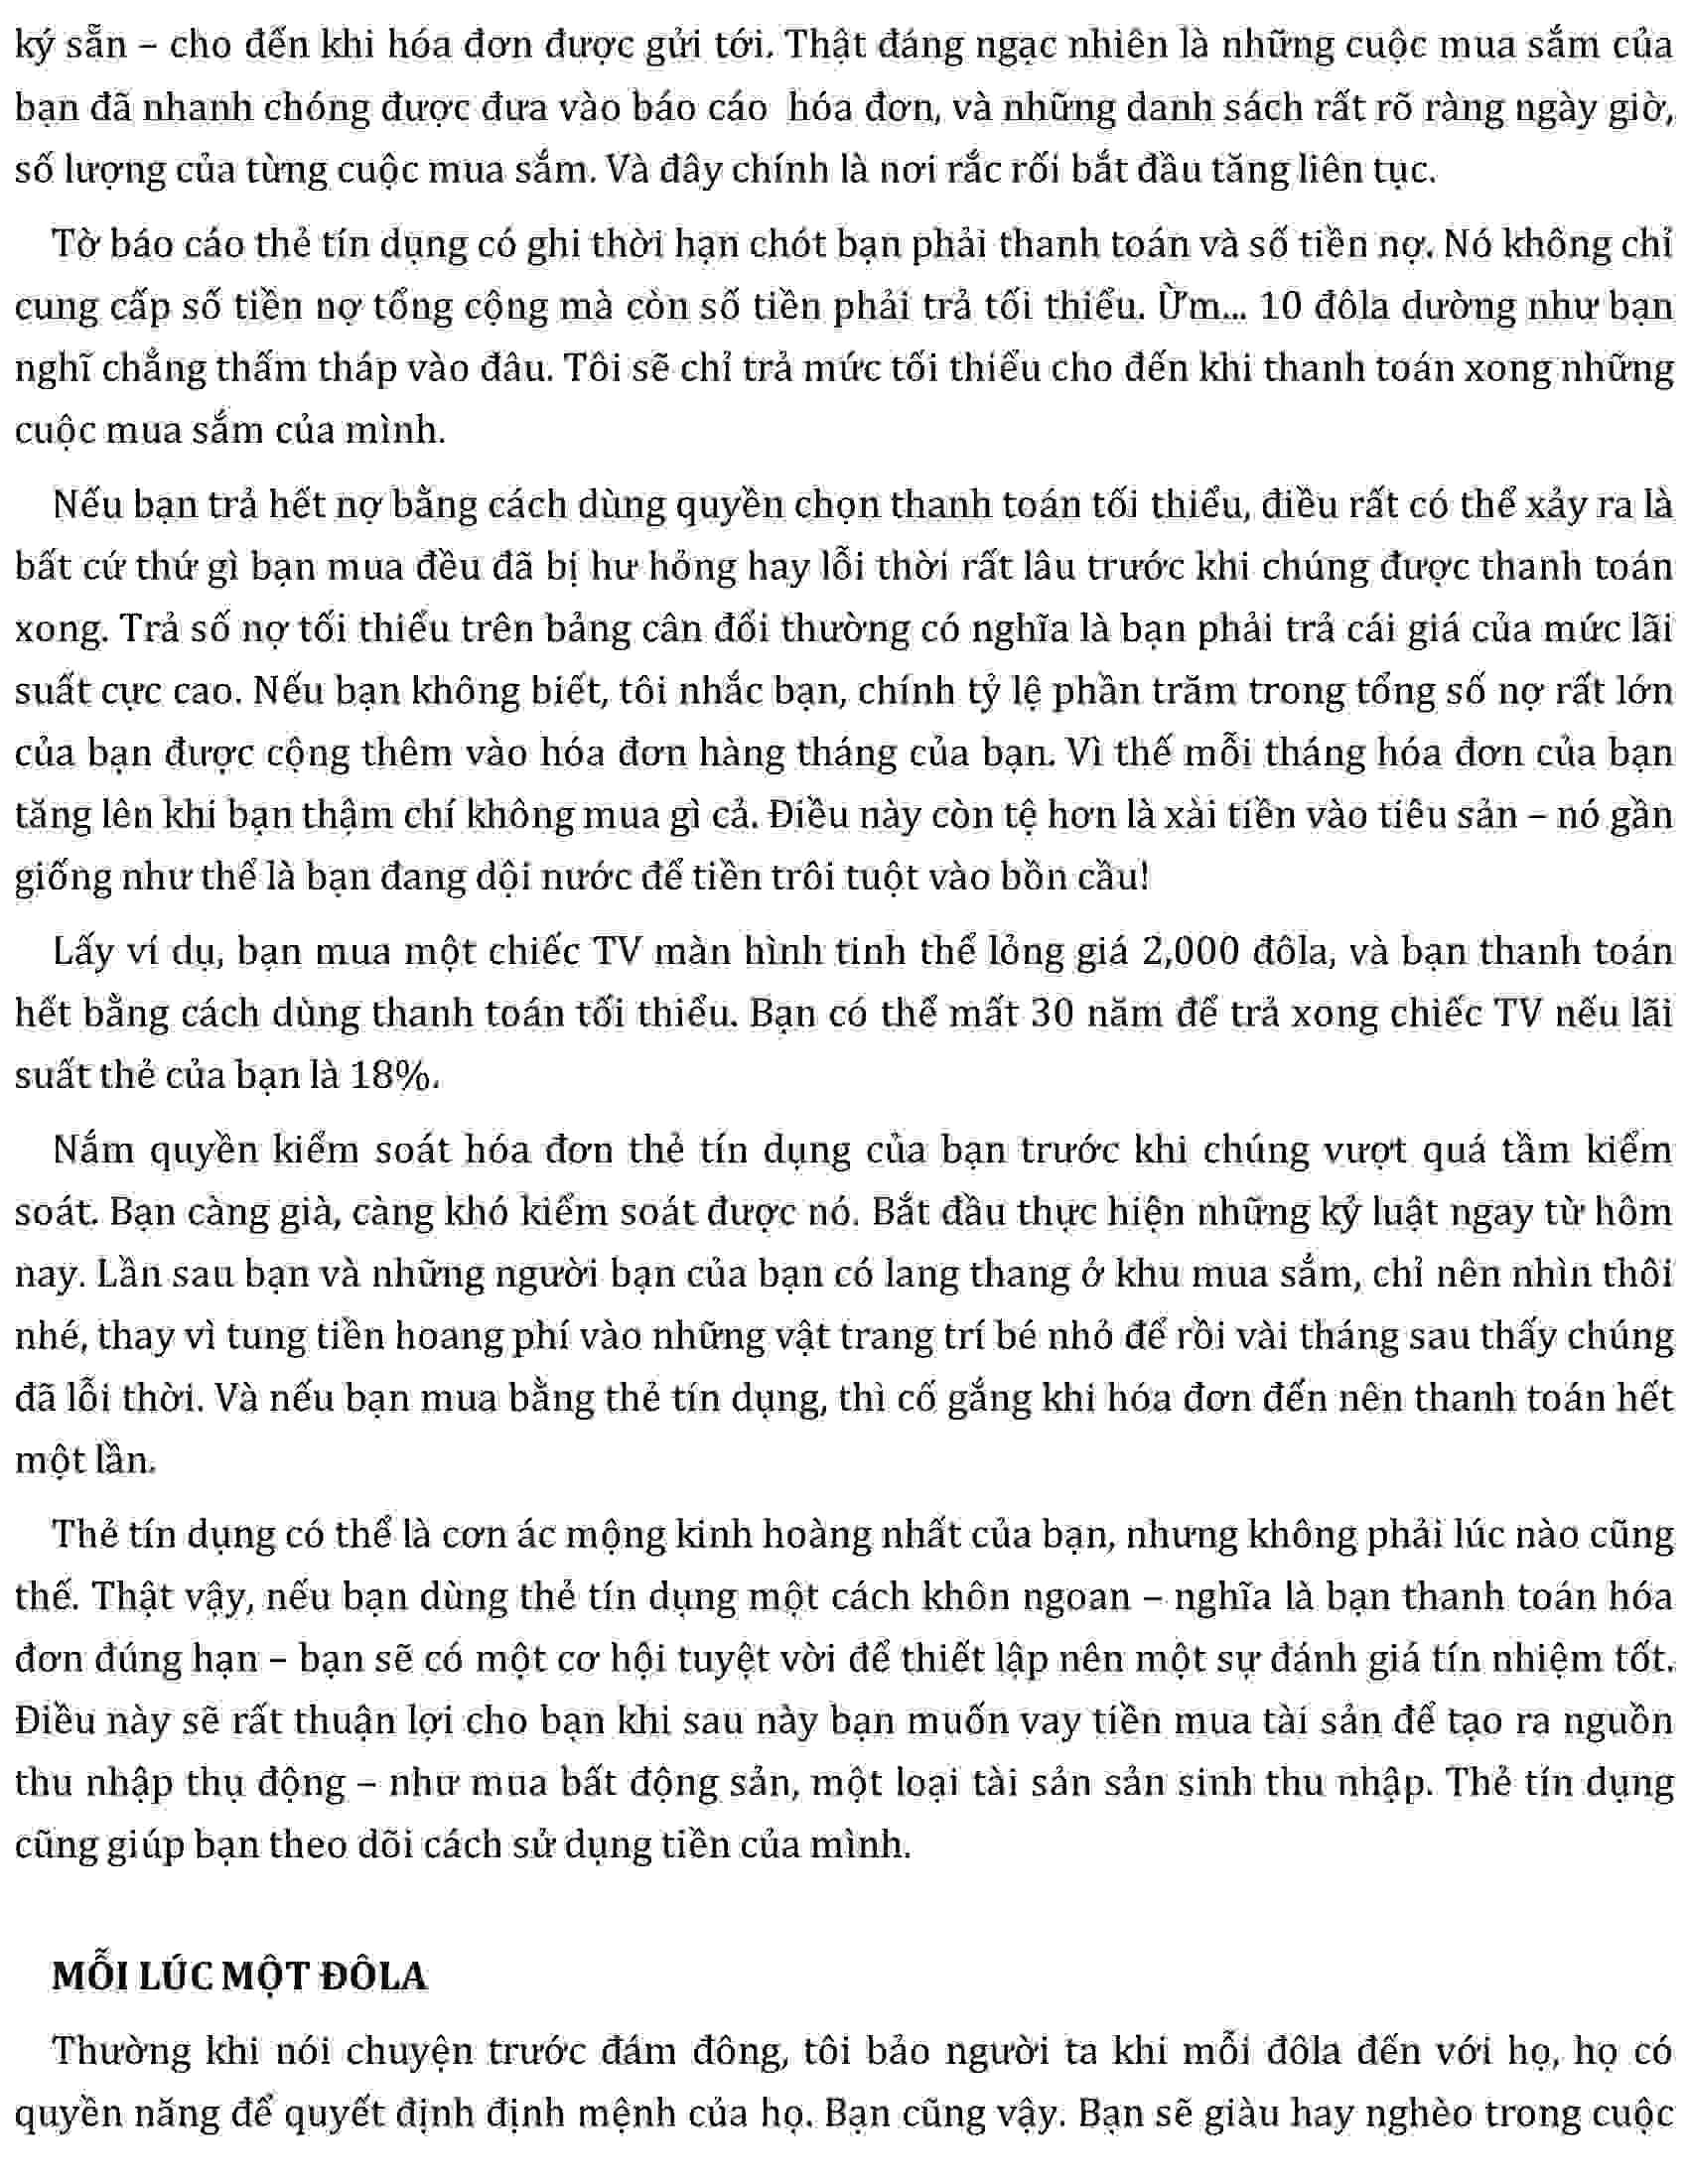 ký sẵn – cho đến khi hóa đơn được gửi tới. Thật đáng ngạc nhiên là những cuộc mua sắm của
bạn đã nhanh chóng được đưa vào báo cáo hóa đơn, và những danh sách rất rõ ràng ngày giờ,
số lượng của từng cuộc mua sắm. Và đây chính là nơi rắc rối bắt đầu tăng liên tục.
Tờ báo cáo thẻ tín dụng có ghi thời hạn chót bạn phải thanh toán và số tiền nợ. Nó không chỉ
cung cấp số tiền nợ tổng cộng mà còn số tiền phải trả tối thiểu. Ừm... 10 đôla dường như bạn
nghĩ chẳng thấm tháp vào đâu. Tôi sẽ chỉ trả mức tối thiểu cho đến khi thanh toán xong những
cuộc mua sắm của mình.
Nếu bạn trả hết nợ bằng cách dùng quyền chọn thanh toán tối thiểu, điều rất có thể xảy ra là
bất cứ thứ gì bạn mua đều đã bị hư hỏng hay lỗi thời rất lâu trước khi chúng được thanh toán
xong. Trả số nợ tối thiểu trên bảng cân đối thường có nghĩa là bạn phải trả cái giá của mức lãi
suất cực cao. Nếu bạn không biết, tôi nhắc bạn, chính tỷ lệ phần trăm trong tổng số nợ rất lớn
của bạn được cộng thêm vào hóa đơn hàng tháng của bạn. Vì thế mỗi tháng hóa đơn của bạn
tăng lên khi bạn thậm chí không mua gì cả. Điều này còn tệ hơn là xài tiền vào tiêu sản – nó gần
giống như thể là bạn đang dội nước để tiền trôi tuột vào bồn cầu!
Lấy ví dụ, bạn mua một chiếc TV màn hình tinh thể lỏng giá 2,000 đôla, và bạn thanh toán
hết bằng cách dùng thanh toán tối thiểu. Bạn có thể mất 30 năm để trả xong chiếc TV nếu lãi
suất thẻ của bạn là 18%.
Nắm quyền kiểm soát hóa đơn thẻ tín dụng của bạn trước khi chúng vượt quá tầm kiểm
soát. Bạn càng già, càng khó kiểm soát được nó. Bắt đầu thực hiện những kỷ luật ngay từ hôm
nay. Lần sau bạn và những người bạn của bạn có lang thang ở khu mua sắm, chỉ nên nhìn thôi
nhé, thay vì tung tiền hoang phí vào những vật trang trí bé nhỏ để rồi vài tháng sau thấy chúng
đã lỗi thời. Và nếu bạn mua bằng thẻ tín dụng, thì cố gắng khi hóa đơn đến nên thanh toán hết
một lần.
Thẻ tín dụng có thể là cơn ác mộng kinh hoàng nhất của bạn, nhưng không phải lúc nào cũng
thế. Thật vậy, nếu bạn dùng thẻ tín dụng một cách khôn ngoan – nghĩa là bạn thanh toán hóa
đơn đúng hạn – bạn sẽ có một cơ hội tuyệt vời để thiết lập nên một sự đánh giá tín nhiệm tốt.
Điều này sẽ rất thuận lợi cho bạn khi sau này bạn muốn vay tiền mua tài sản để tạo ra nguồn
thu nhập thụ động – như mua bất động sản, một loại tài sản sản sinh thu nhập. Thẻ tín dụng
cũng giúp bạn theo dõi cách sử dụng tiền của mình.
MỖI LÚC MỘT ĐÔLA
Thường khi nói chuyện trước đám đông, tôi bảo người ta khi mỗi đôla đến với họ, họ có
quyền năng để quyết định định mệnh của họ. Bạn cũng vậy. Bạn sẽ giàu hay nghèo trong cuộc